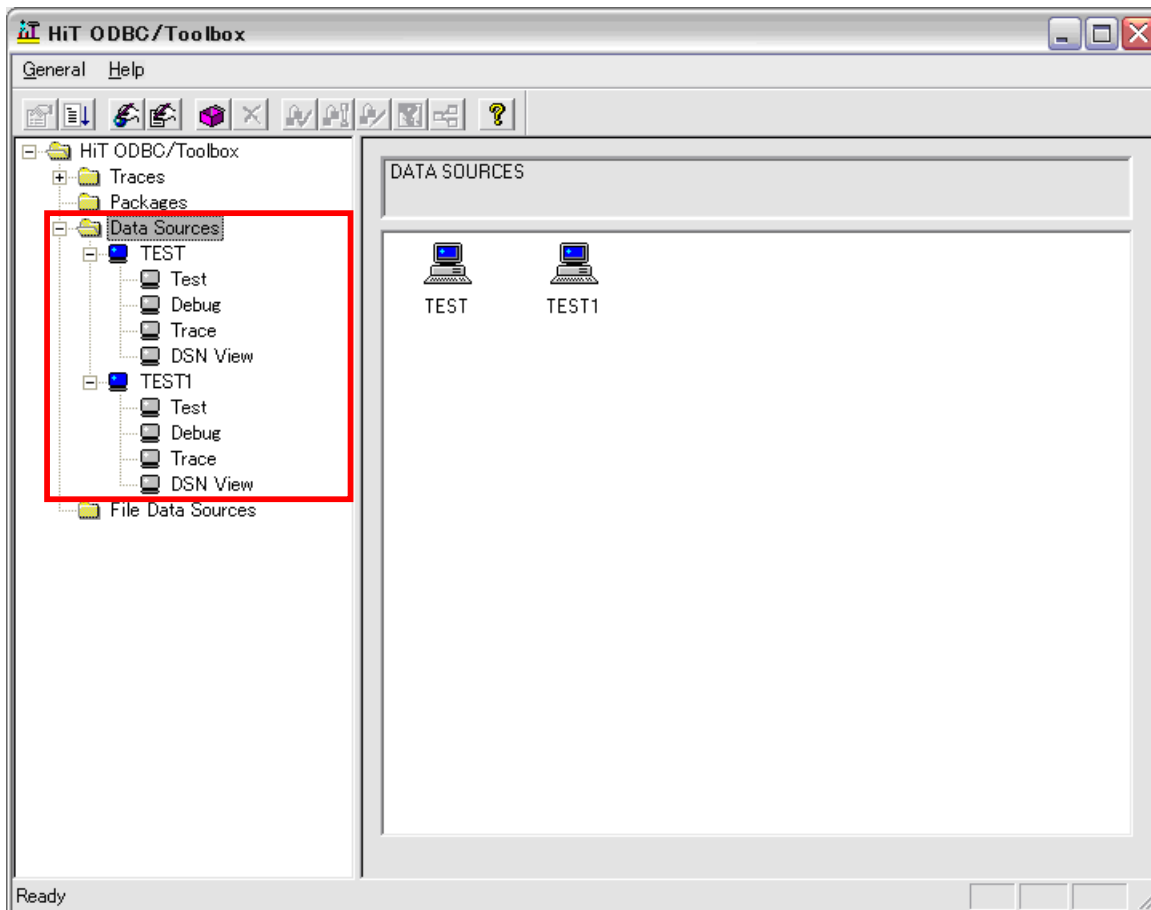 HiT ODBC/Toolbox
General Help
HiT ODBC/Toolbox
Traces
Packages
Data Sources
TEST
Test
Debug
Trace
DSN View
TEST1
Test
Debug
Trace
DSN View
File Data Sources
DATA SOURCES
TEST TEST1
Ready